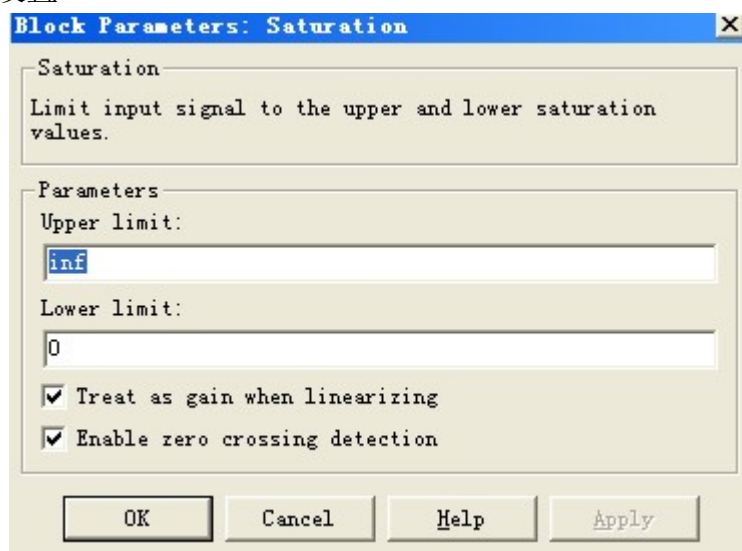 Block Parameters: Saturation
Saturation
Limit input signal to the upper and lower saturation
values.
Parameters
Upper limit:
inf
Lower limit:
0
Treat as gain when linearizing
Enable zero crossing detection
OK Cancel Help Apply